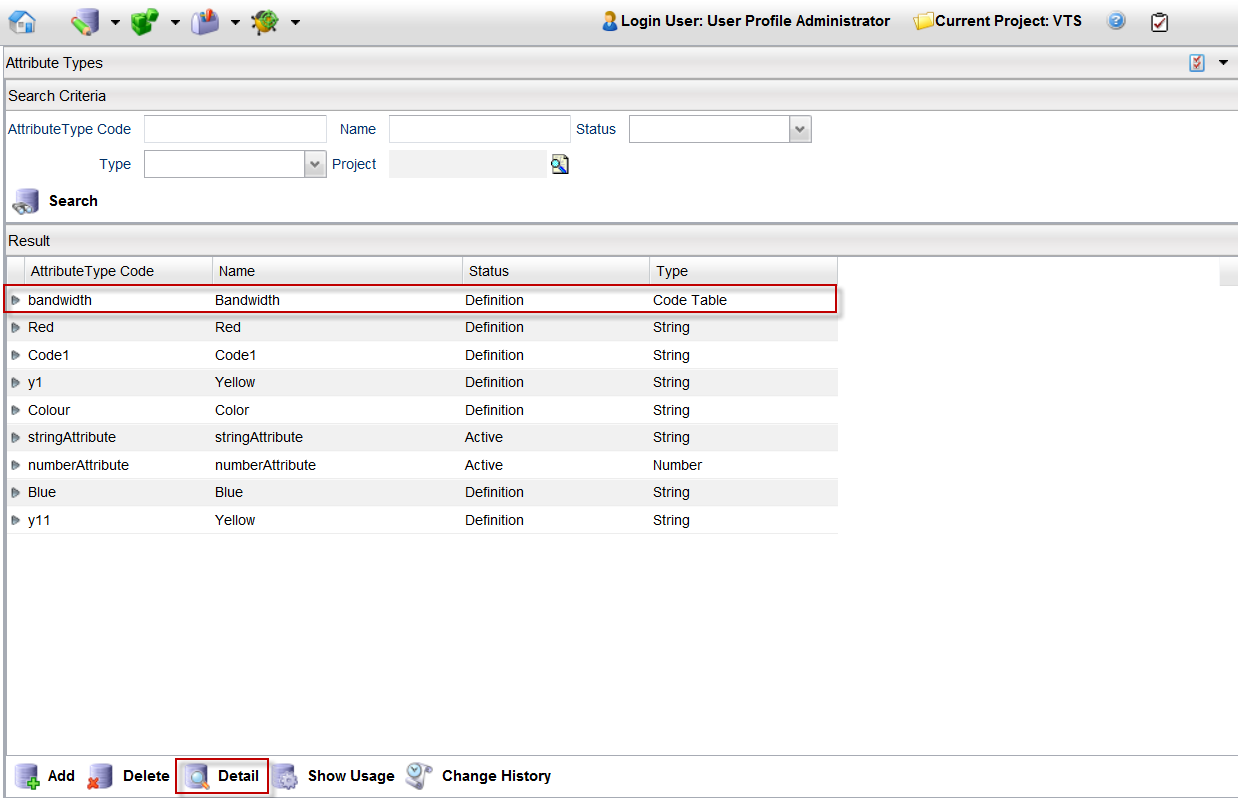 Login User: User Profile Administrator Current Project: VTS
Attribute Types
Search Criteria
AttributeType Code Name Status
Type Project
Search
Result
AttributeType Code Name Status Type
bandwidth Bandwidth Definition Code Table
Red Red Definition String
Code1 Code1 Definition String
y1 Yellow Definition String
Colour Color Definition String
stringAttribute stringAttribute Active String
numberAttribute numberAttribute Active Number
Blue Blue Definition String
y11 Yellow Definition String
Add Delete Detail Show Usage Change History